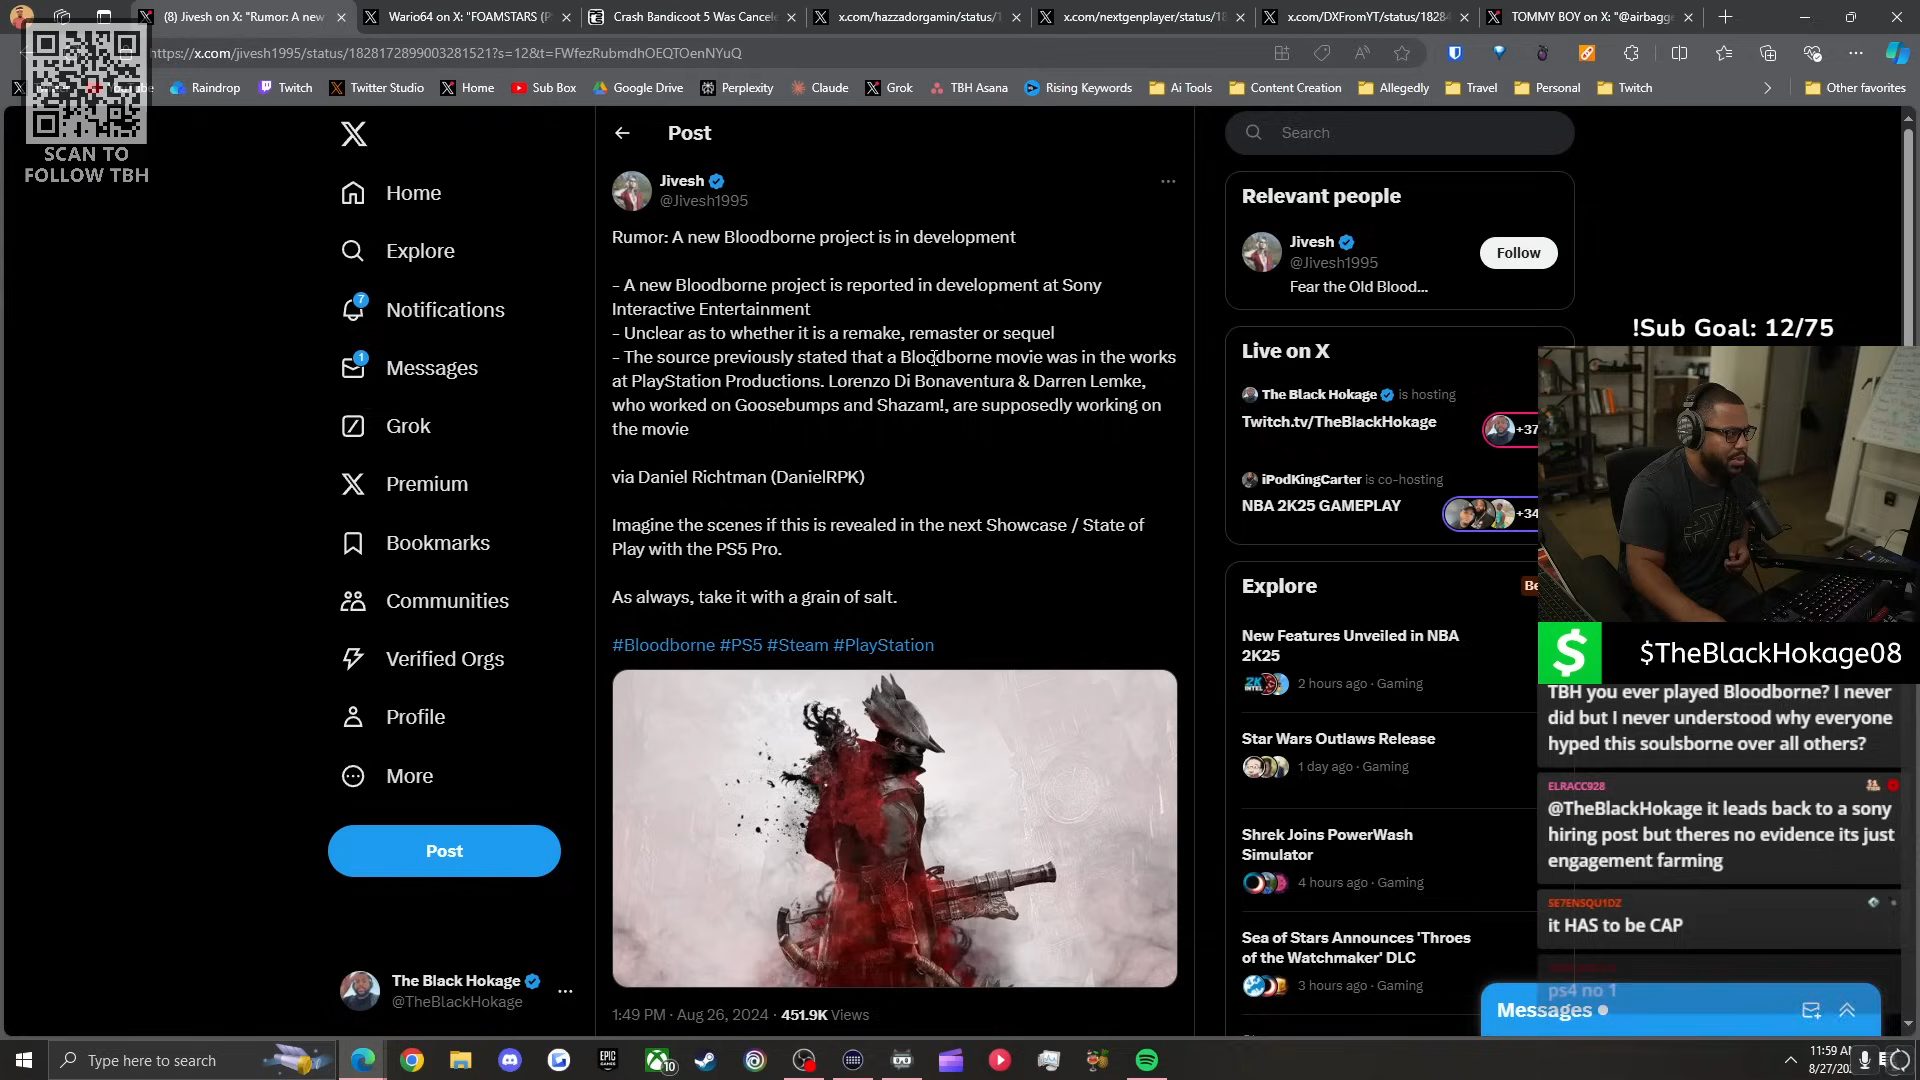 (8) Jivesh on X: "Rumor: A new
Wario64 on X: "FOAMSTARS (P
Crash Bandicoot 5 Was Cancele
x.com/hazzadorgamin/status/1
x.com/nextgenplayer/status/18
x.com/DXFromYT/status/18284
TOMMY BOY on X: "@airbagge
https://x.com/jivesh1995/status/1828172899003281521?s=12&t=FWfezRubmdhOEQTOenNYuQ
Raindrop
Twitch
Twitter Studio
Home
Sub Box
Google Drive
Perplexity
Claude
Grok
TBH Asana
Rising Keywords
Ai Tools
Content Creation
Allegedly
Travel
Personal
Twitch
Other favorites
SCAN TO
FOLLOW TBH
Home
Explore
7
Notifications
1
Messages
Grok
Premium
Bookmarks
Communities
Verified Orgs
Profile
More
Post
The Black Hokage
@TheBlackHokage
Post
Jivesh
@Jivesh1995
Rumor: A new Bloodborne project is in development
- A new Bloodborne project is reported in development at Sony
Interactive Entertainment
- Unclear as to whether it is a remake, remaster or sequel
- The source previously stated that a Bloodborne movie was in the works
at PlayStation Productions. Lorenzo Di Bonaventura & Darren Lemke,
who worked on Goosebumps and Shazam!, are supposedly working on
the movie
via Daniel Richtman (DanielRPK)
Imagine the scenes if this is revealed in the next Showcase / State of
Play with the PS5 Pro.
As always, take it with a grain of salt.
#Bloodborne #PS5 #Steam #PlayStation
1:49 PM · Aug 26, 2024 · 451.9K Views
Search
Relevant people
Jivesh
@Jivesh1995
Follow
Fear the Old Blood...
Live on X
The Black Hokage is hosting
Twitch.tv/TheBlackHokage
+37
iPodKingCarter is co-hosting
NBA 2K25 GAMEPLAY
+34
Explore
Be
New Features Unveiled in NBA
2K25
2 hours ago · Gaming
Star Wars Outlaws Release
1 day ago · Gaming
Shrek Joins PowerWash
Simulator
4 hours ago · Gaming
Sea of Stars Announces 'Throes
of the Watchmaker' DLC
3 hours ago · Gaming
!Sub Goal: 12/75
$TheBlackHokage08
TBH you ever played Bloodborne? I never
did but I never understood why everyone
hyped this soulsborne over all others?
ELRACC928
@TheBlackHokage it leads back to a sony
hiring post but theres no evidence its just
engagement farming
SE7ENSQU1DZ
it HAS to be CAP
ps4 no 1
Messages
Type here to search
EPIC
GAMES
10
11:59
8/27/20